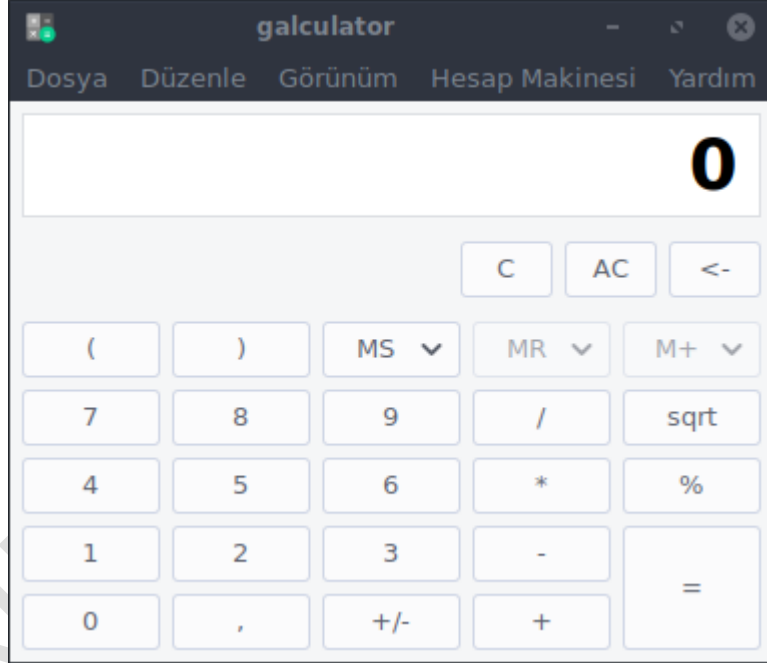 galculator
Dosya Düzenle Görünüm Hesap Makinesi Yardım
0
C AC <-
( ) MS MR M+
7 8 9 / sqrt
4 5 6 * %
1 2 3 -
=
0 , +/- +